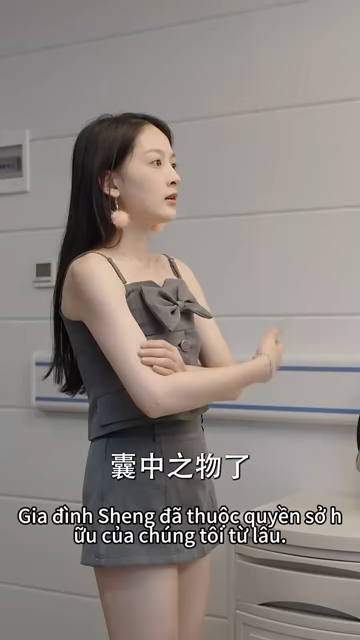 囊中之物了
Gia đình Sheng đã thuộc quyền sở h
ữu của chúng tôi từ lâu.